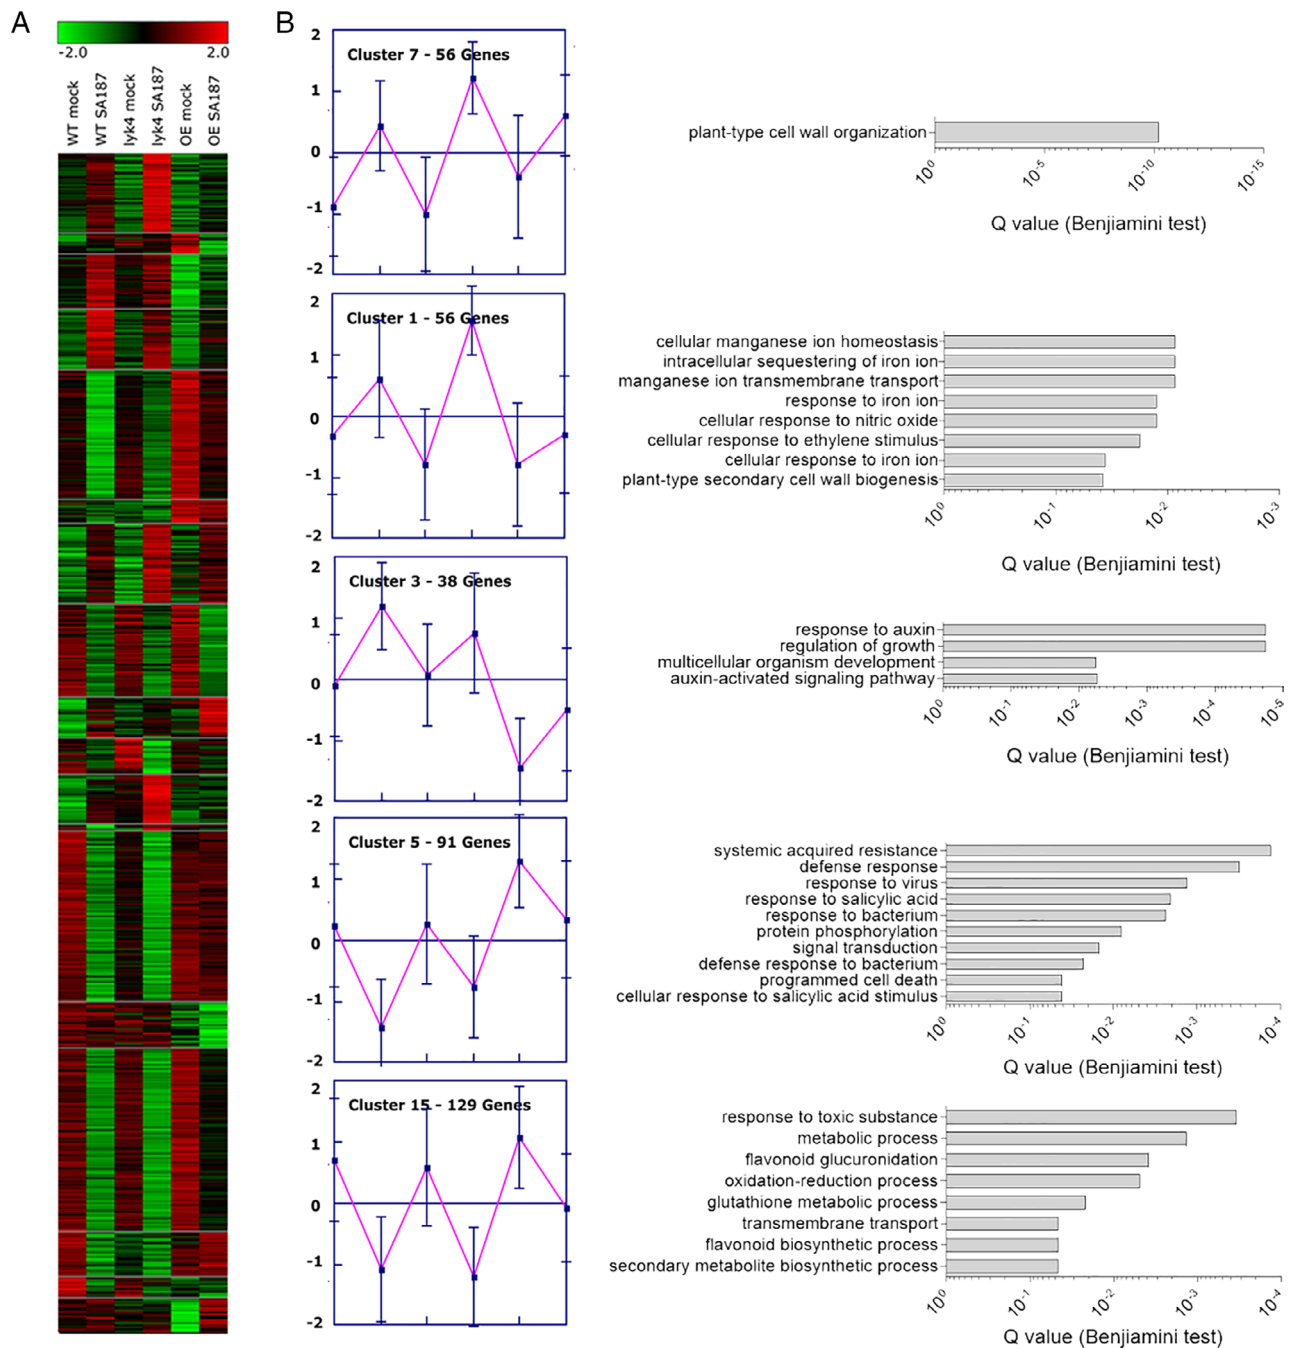 A
-2.0 2.0
WT mock
WT SA187
lyk4 mock
lyk4 SA187
OE mock
OE SA187
B
Cluster 7 - 56 Genes
2
1
0
-1
-2
plant-type cell wall organization
10^0 10^-5 10^-10 10^-15
Q value (Benjiamini test)
Cluster 1 - 56 Genes
2
1
0
-1
-2
cellular manganese ion homeostasis
intracellular sequestering of iron ion
manganese ion transmembrane transport
response to iron ion
cellular response to nitric oxide
cellular response to ethylene stimulus
cellular response to iron ion
plant-type secondary cell wall biogenesis
10^0 10^-1 10^-2 10^-3
Q value (Benjiamini test)
Cluster 3 - 38 Genes
2
1
0
-1
-2
response to auxin
regulation of growth
multicellular organism development
auxin-activated signaling pathway
10^0 10^-1 10^-2 10^-3 10^-4 10^-5
Q value (Benjiamini test)
Cluster 5 - 91 Genes
2
1
0
-1
-2
systemic acquired resistance
defense response
response to virus
response to salicylic acid
response to bacterium
protein phosphorylation
signal transduction
defense response to bacterium
programmed cell death
cellular response to salicylic acid stimulus
10^0 10^-1 10^-2 10^-3 10^-4
Q value (Benjiamini test)
Cluster 15 - 129 Genes
2
1
0
-1
-2
response to toxic substance
metabolic process
flavonoid glucuronidation
oxidation-reduction process
glutathione metabolic process
transmembrane transport
flavonoid biosynthetic process
secondary metabolite biosynthetic process
10^0 10^-1 10^-2 10^-3 10^-4
Q value (Benjiamini test)